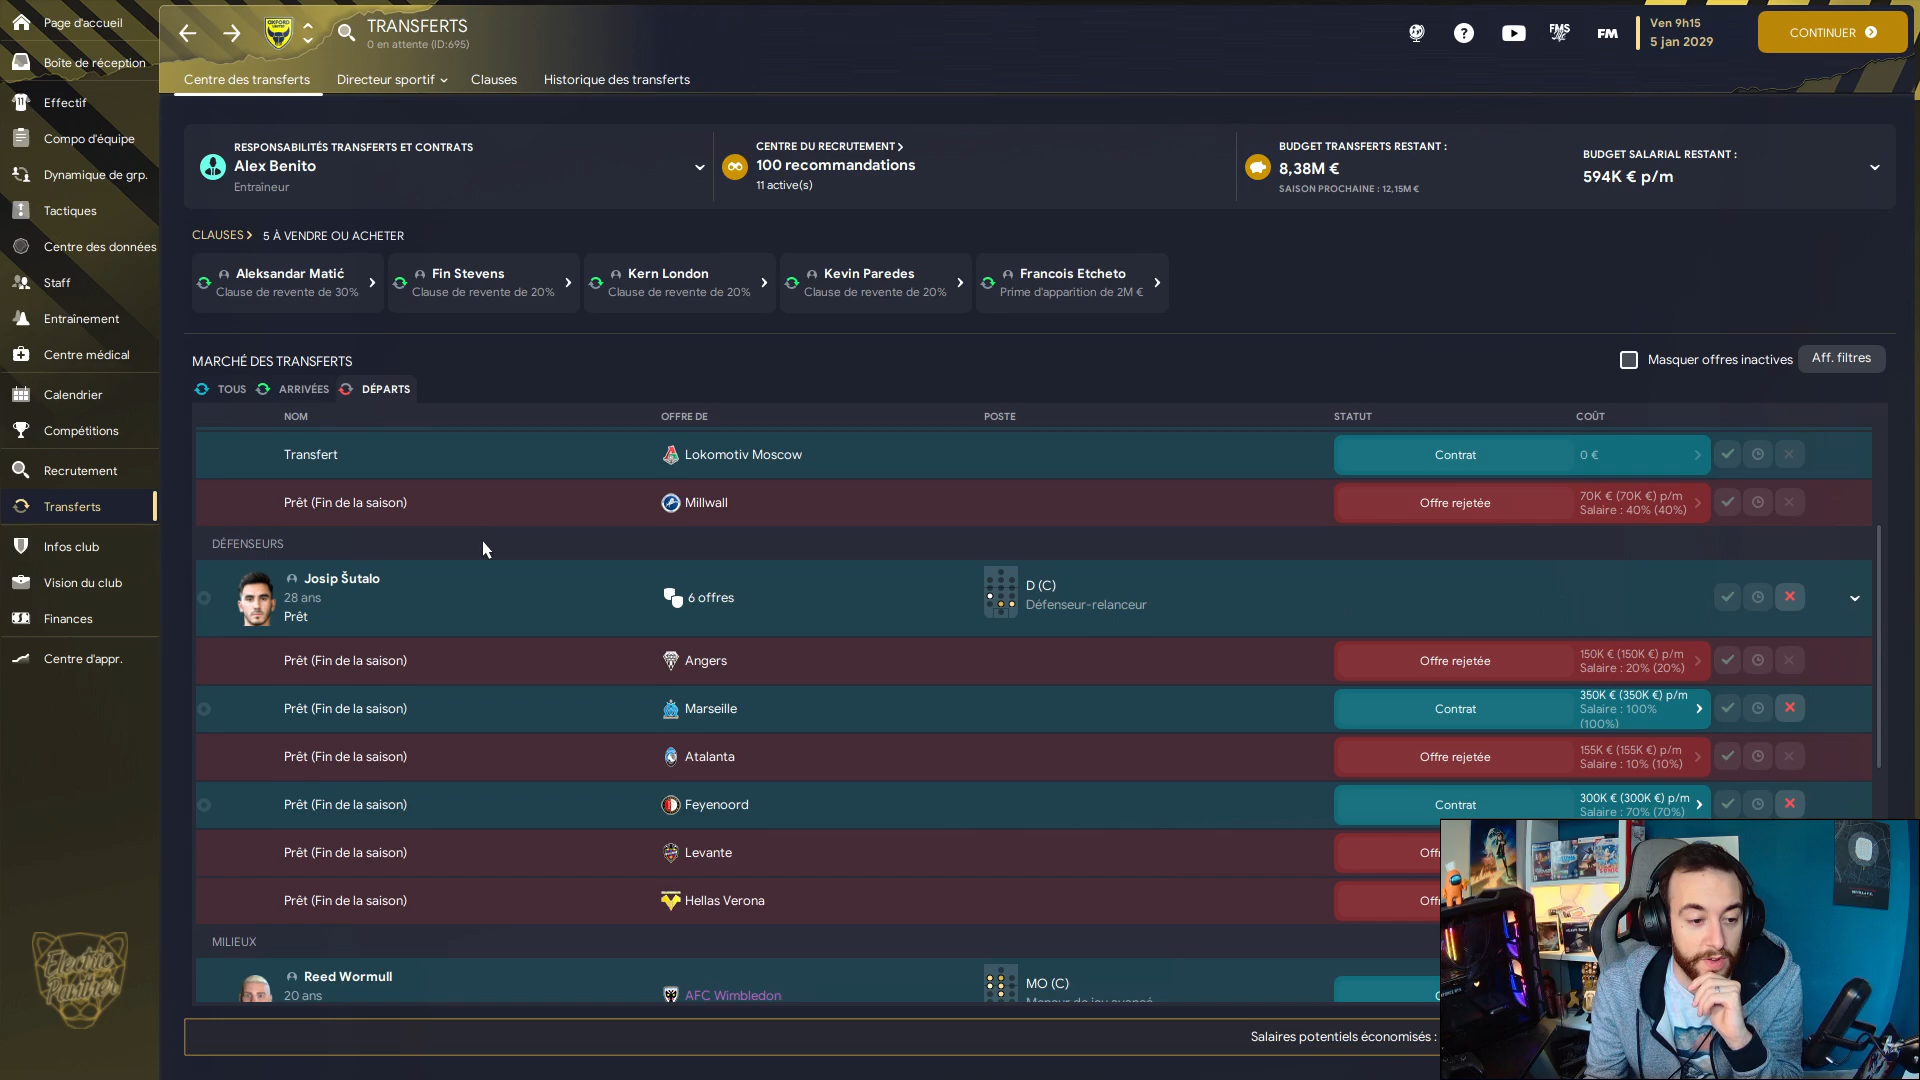 Page d'accueil
Boîte de réception
Effectif
Compo d'équipe
Dynamique de grp.
Tactiques
Centre des données
Staff
Entraînement
Centre médical
Calendrier
Compétitions
Recrutement
Transferts
Infos club
Vision du club
Finances
Centre d'appr.
Electric Panther
TRANSFERTS
0 en attente (ID:695)
FM
Ven 9h15
5 jan 2029
CONTINUER
Centre des transferts
Directeur sportif
Clauses
Historique des transferts
RESPONSABILITÉS TRANSFERTS ET CONTRATS
Alex Benito
Entraîneur
CENTRE DU RECRUTEMENT
100 recommandations
11 active(s)
BUDGET TRANSFERTS RESTANT :
8,38M €
SAISON PROCHAINE : 12,15M €
BUDGET SALARIAL RESTANT :
594K € p/m
CLAUSES 5 À VENDRE OU ACHETER
Aleksandar Matić
Clause de revente de 30%
Fin Stevens
Clause de revente de 20%
Kern London
Clause de revente de 20%
Kevin Paredes
Clause de revente de 20%
Francois Etcheto
Prime d'apparition de 2M €
MARCHÉ DES TRANSFERTS
Masquer offres inactives
Aff. filtres
TOUS ARRIVÉES DÉPARTS
NOM OFFRE DE POSTE STATUT COÛT
Transfert Lokomotiv Moscow Contrat 0 €
Prêt (Fin de la saison) Millwall Offre rejetée 70K € (70K €) p/m
Salaire : 40% (40%)
DÉFENSEURS
Josip Šutalo
28 ans
Prêt
6 offres
D (C)
Défenseur-relanceur
Prêt (Fin de la saison) Angers Offre rejetée 150K € (150K €) p/m
Salaire : 20% (20%)
Prêt (Fin de la saison) Marseille Contrat 350K € (350K €) p/m
Salaire : 100%
(100%)
Prêt (Fin de la saison) Atalanta Offre rejetée 155K € (155K €) p/m
Salaire : 10% (10%)
Prêt (Fin de la saison) Feyenoord Contrat 300K € (300K €) p/m
Salaire : 70% (70%)
Prêt (Fin de la saison) Levante Off
Prêt (Fin de la saison) Hellas Verona Off
MILIEUX
Reed Wormull
20 ans
AFC Wimbledon
MO (C)
Meneur de jeu avancé
Salaires potentiels économisés :